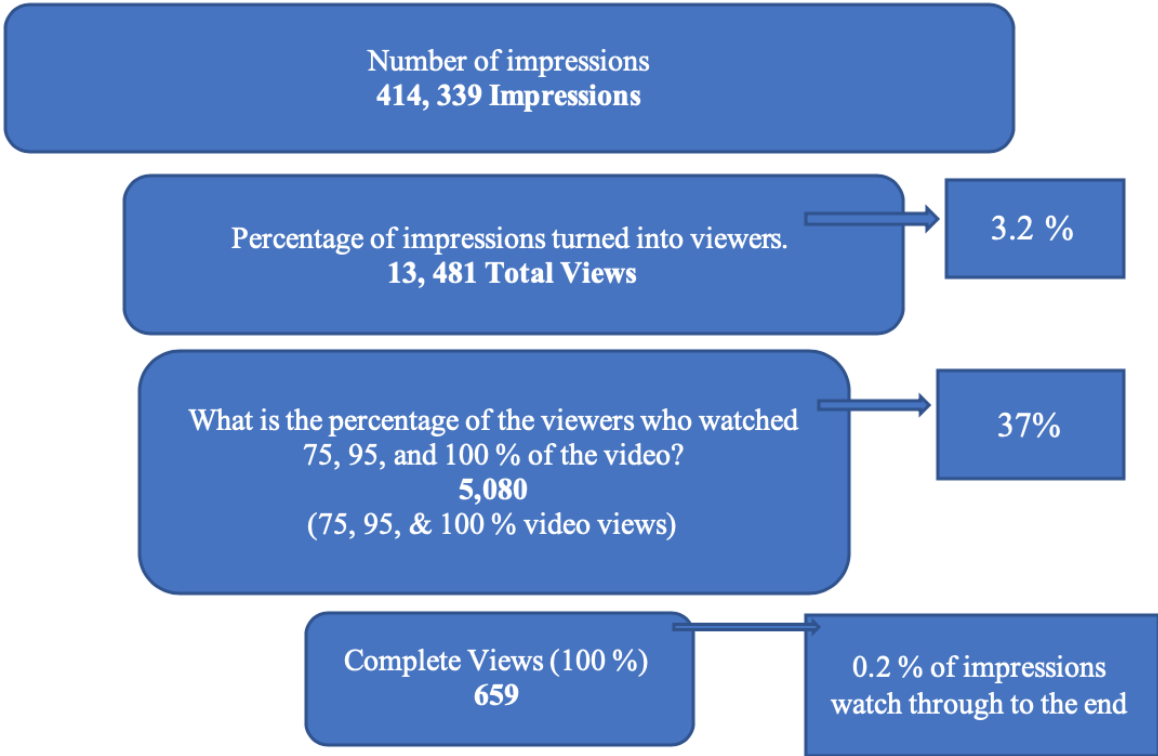 Number of impressions
414, 339 Impressions
Percentage of impressions turned into viewers.
13, 481 Total Views
3.2 %
What is the percentage of the viewers who watched
75, 95, and 100 % of the video?
5,080
(75, 95, & 100 % video views)
37%
Complete Views (100 %)
659
0.2 % of impressions
watch through to the end